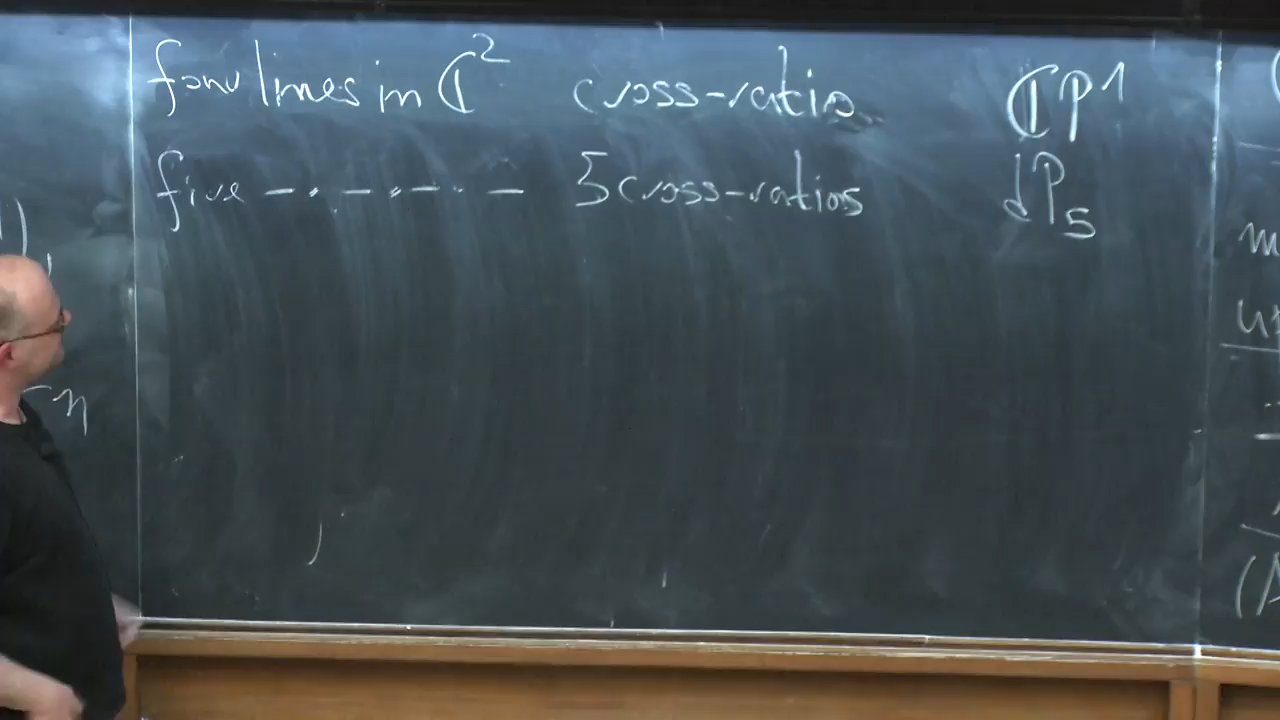 four lines in ℂ² cross-ratio ℂP¹
five – . – . – . – 5 cross-ratios dP₅